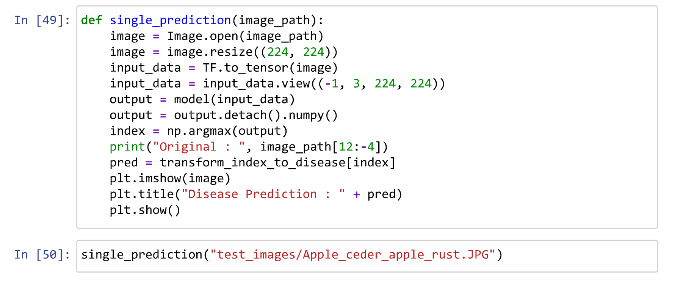 In [49]: def single_prediction(image_path):
    image = Image.open(image_path)
    image = image.resize((224, 224))
    input_data = TF.to_tensor(image)
    input_data = input_data.view((-1, 3, 224, 224))
    output = model(input_data)
    output = output.detach().numpy()
    index = np.argmax(output)
    print("Original : ", image_path[12:-4])
    pred = transform_index_to_disease[index]
    plt.imshow(image)
    plt.title("Disease Prediction : " + pred)
    plt.show()
In [50]: single_prediction("test_images/Apple_ceder_apple_rust.JPG")